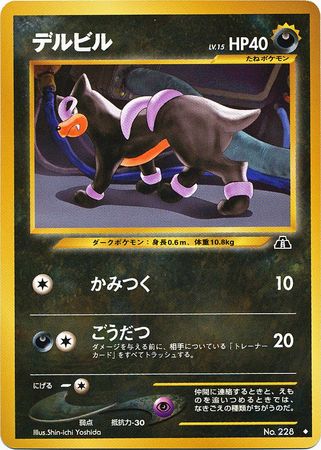 デルビル LV.15 HP40
たねポケモン
ダークポケモン：身長0.6m、体重10.8kg
かみつく 10
ごうだつ 20
ダメージを与える前に、相手についている「トレーナー
カード」をすべてトラッシュする。
にげる
弱点 抵抗力-30
仲間に連絡するときと、え
ものを追いつめるときでは、
なきごえの種類がちがうのだ。
Illus.Shin-ichi Yoshida
No. 228